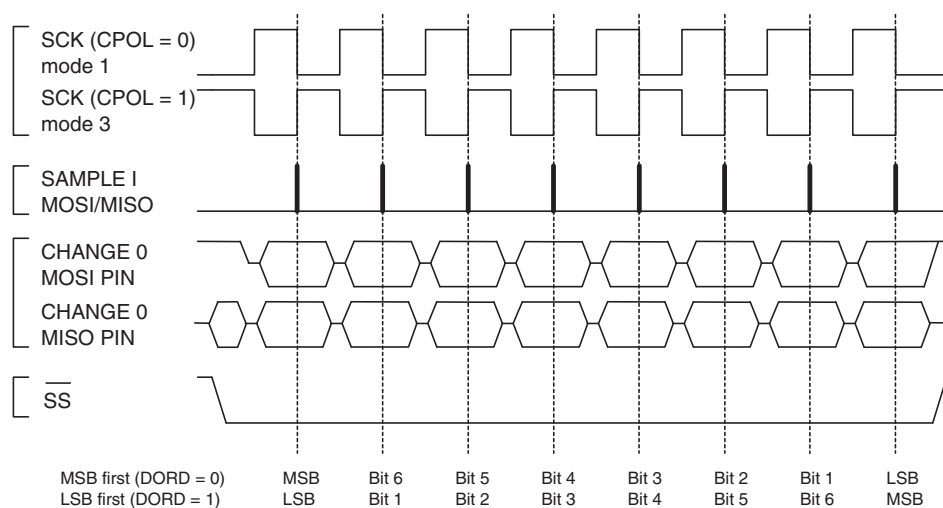 SCK (CPOL = 0)
mode 1
SCK (CPOL = 1)
mode 3
SAMPLE I
MOSI/MISO
CHANGE 0
MOSI PIN
CHANGE 0
MISO PIN
SS
MSB first (DORD = 0) MSB Bit 6 Bit 5 Bit 4 Bit 3 Bit 2 Bit 1 LSB
LSB first (DORD = 1) LSB Bit 1 Bit 2 Bit 3 Bit 4 Bit 5 Bit 6 MSB